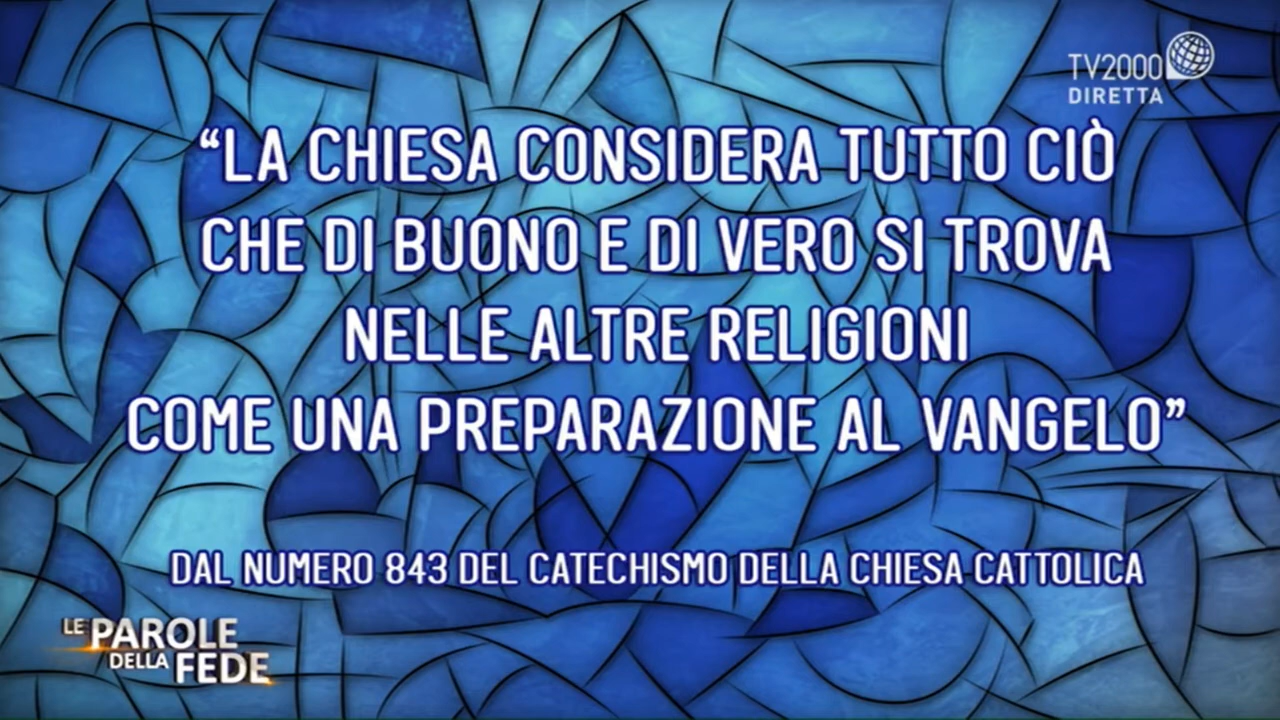 TV2000
DIRETTA
“LA CHIESA CONSIDERA TUTTO CIÒ
CHE DI BUONO E DI VERO SI TROVA
NELLE ALTRE RELIGIONI
COME UNA PREPARAZIONE AL VANGELO”
DAL NUMERO 843 DEL CATECHISMO DELLA CHIESA CATTOLICA
LE PAROLE
DELLA FEDE